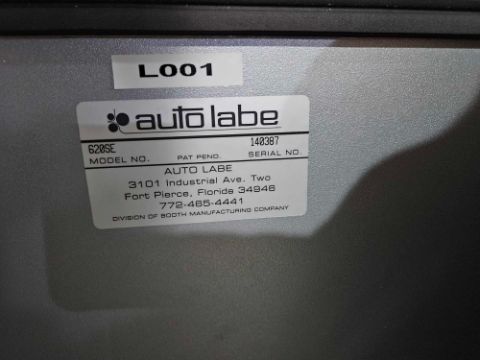 L001
auto labe
620SE 140387
MODEL NO. PAT PEND. SERIAL NO.
AUTO LABE
3101 Industrial Ave. Two
Fort Pierce, Florida 34946
772-465-4441
DIVISION OF BOOTH MANUFACTURING COMPANY